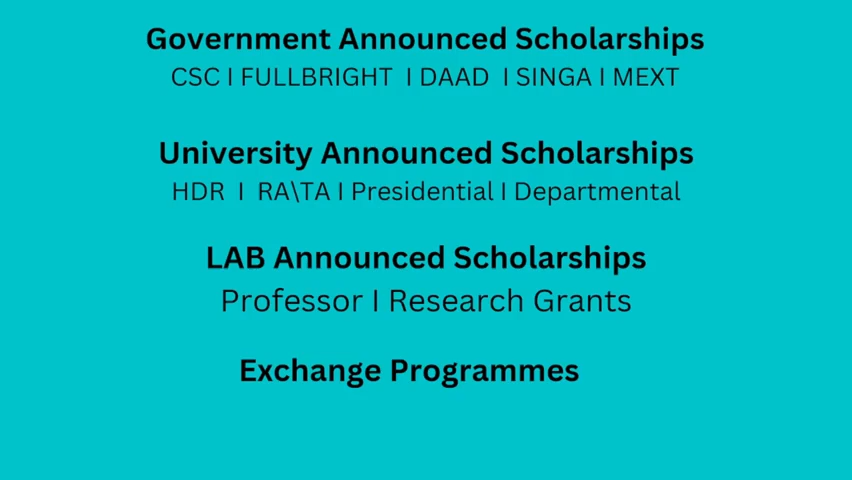 Government Announced Scholarships
CSC I FULLBRIGHT I DAAD I SINGA I MEXT
University Announced Scholarships
HDR I RA\TA I Presidential I Departmental
LAB Announced Scholarships
Professor I Research Grants
Exchange Programmes